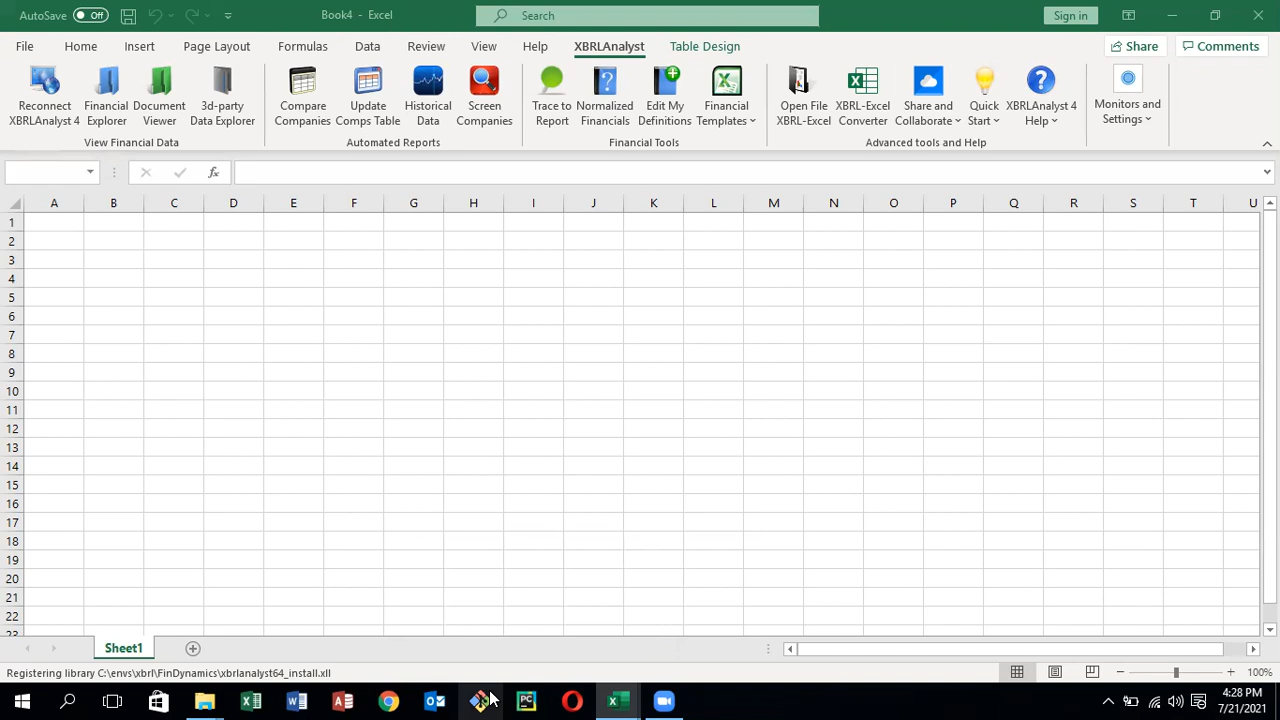 AutoSave Off Book4 - Excel Search Sign in
File Home Insert Page Layout Formulas Data Review View Help XBRLAnalyst Table Design Share Comments
Reconnect XBRLAnalyst 4
Financial Explorer
Document Viewer
3d-party Data Explorer
Compare Companies
Update Comps Table
Historical Data
Screen Companies
Trace to Report
Normalized Financials
Edit My Definitions
Financial Templates
Open File XBRL-Excel
XBRL-Excel Converter
Share and Collaborate
Quick Start
XBRLAnalyst 4 Help
Monitors and Settings
View Financial Data Automated Reports Financial Tools Advanced tools and Help
fx
A B C D E F G H I J K L M N O P Q R S T U
1
2
3
4
5
6
7
8
9
10
11
12
13
14
15
16
17
18
19
20
21
22
23
Sheet1
Registering library C:\envs\xbrl\FinDynamics\xbrlanalyst64_install.xll 100%
4:28 PM
7/21/2021